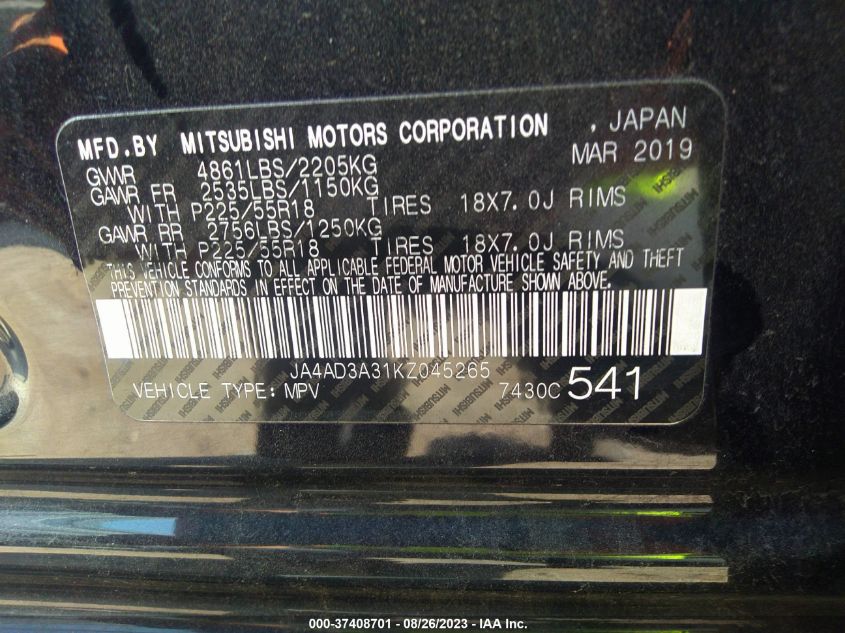 MFD.BY MITSUBISHI MOTORS CORPORATION , JAPAN
GVWR 4861LBS/2205KG MAR 2019
GAWR FR 2535LBS/1150KG
WITH P225/55R18 TIRES 18X7.0J RIMS
GAWR RR 2756LBS/1250KG
WITH P225/55R18 TIRES 18X7.0J RIMS
THIS VEHICLE CONFORMS TO ALL APPLICABLE FEDERAL MOTOR VEHICLE SAFETY AND THEFT
PREVENTION STANDARDS IN EFFECT ON THE DATE OF MANUFACTURE SHOWN ABOVE.
JA4AD3A31KZ045265
VEHICLE TYPE: MPV 7430C 541
000-37408701 - 08/26/2023 - IAA Inc.